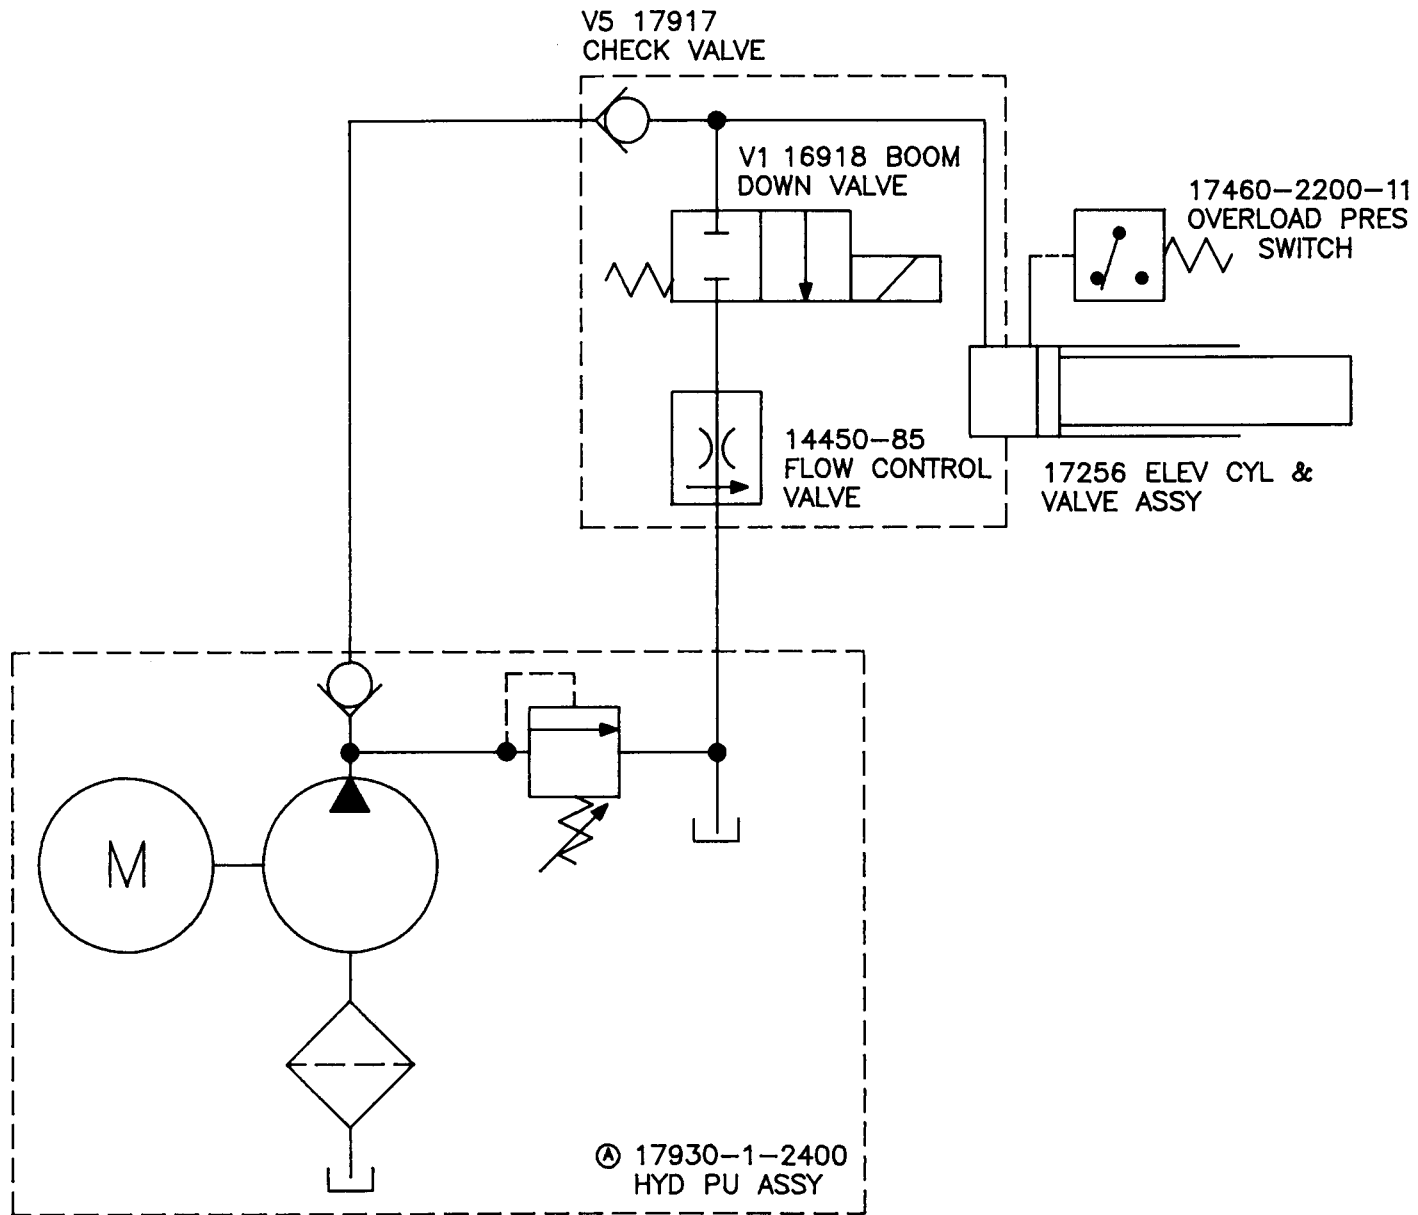 V5 17917
CHECK VALVE
V1 16918 BOOM
DOWN VALVE
17460-2200-11
OVERLOAD PRES
SWITCH
14450-85
FLOW CONTROL
VALVE
17256 ELEV CYL &
VALVE ASSY
M
Ⓐ 17930-1-2400
HYD PU ASSY